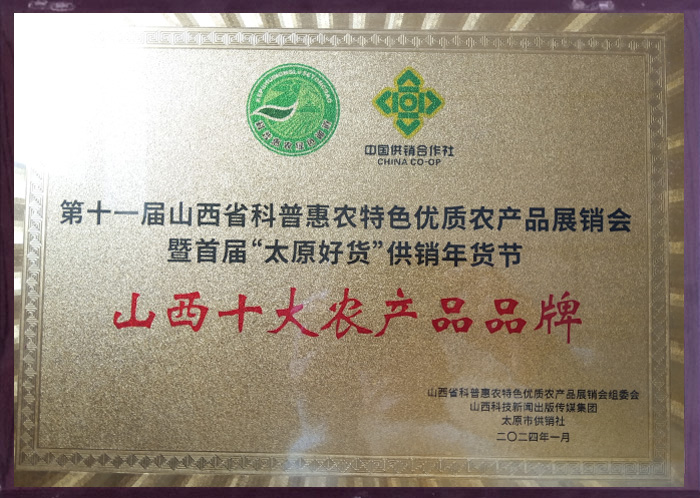 中国供销合作社
CHINA CO-OP
第十一届山西省科普惠农特色优质农产品展销会
暨首届“太原好货”供销年货节
山西十大农产品品牌
山西省科普惠农特色优质农产品展销会组委会
山西科技新闻出版传媒集团
太原市供销社
二〇二四年一月